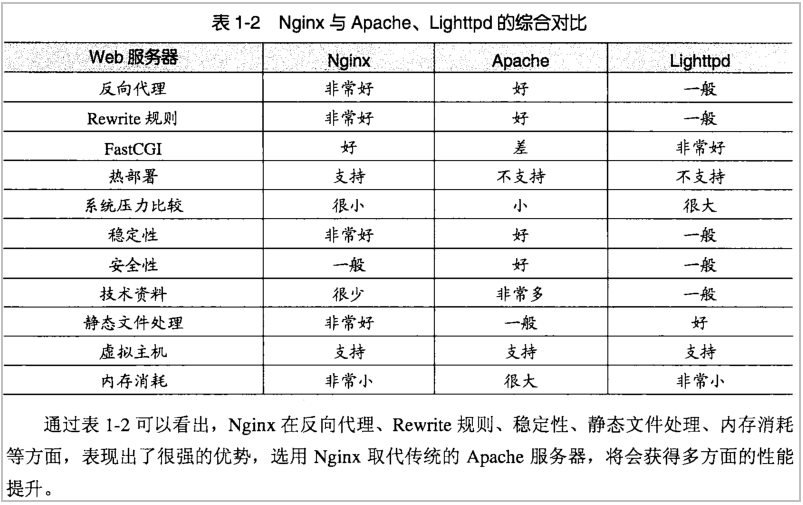 表 1-2 Nginx 与 Apache、Lighttpd 的综合对比
Web 服务器 Nginx Apache Lighttpd
反向代理 非常好 好 一般
Rewrite 规则 非常好 好 一般
FastCGI 好 差 非常好
热部署 支持 不支持 不支持
系统压力比较 很小 小 很大
稳定性 非常好 好 一般
安全性 一般 好 一般
技术资料 很少 非常多 一般
静态文件处理 非常好 一般 好
虚拟主机 支持 支持 支持
内存消耗 非常小 很大 非常小
通过表 1-2 可以看出，Nginx 在反向代理、Rewrite 规则、稳定性、静态文件处理、内存消耗
等方面，表现出了很强的优势，选用 Nginx 取代传统的 Apache 服务器，将会获得多方面的性能
提升。